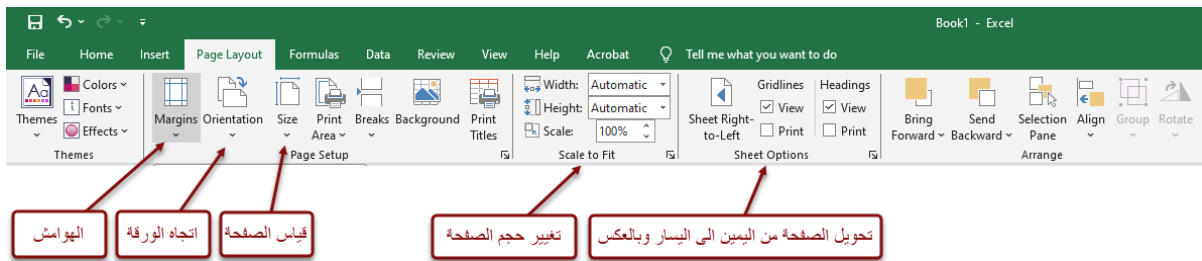 Book1 - Excel
File Home Insert Page Layout Formulas Data Review View Help Acrobat Tell me what you want to do
Themes
Colors
Fonts
Effects
Themes
Margins
Orientation
Size
Print Area
Breaks
Background
Print Titles
Page Setup
Width: Automatic
Height: Automatic
Scale: 100%
Scale to Fit
Sheet Right-to-Left
Gridlines
View
Print
Headings
View
Print
Sheet Options
Bring Forward
Send Backward
Selection Pane
Align
Group
Rotate
Arrange
الهوامش
اتجاه الورقة
قياس الصفحة
تغيير حجم الصفحة
تحويل الصفحة من اليمين الى اليسار وبالعكس